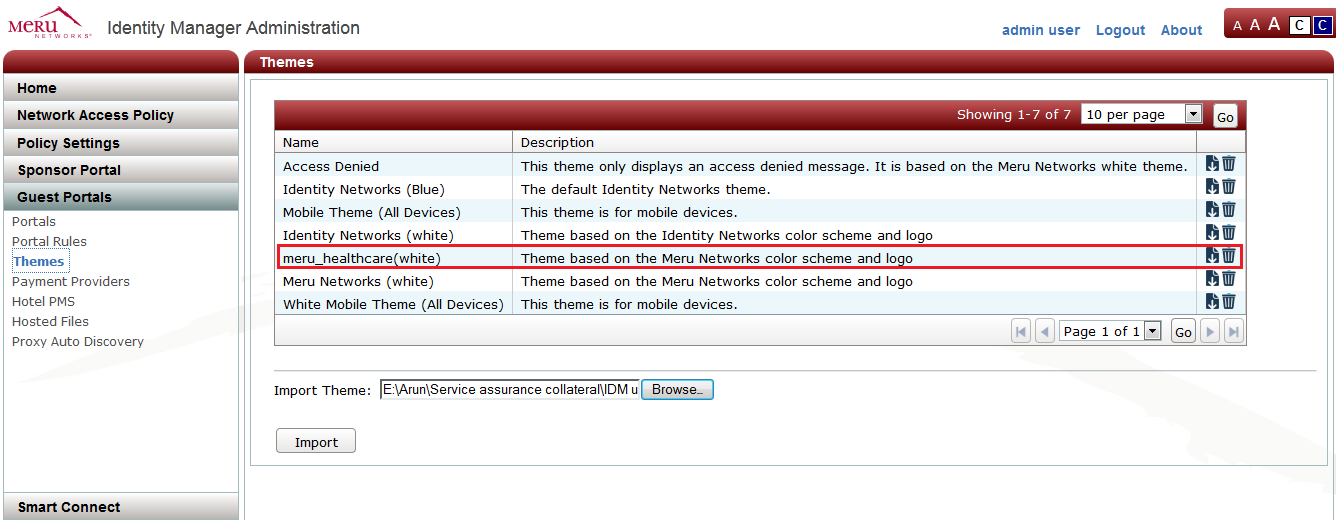 MERU
NETWORKS®
Identity Manager Administration
admin user Logout About
A A A C C
Home
Network Access Policy
Policy Settings
Sponsor Portal
Guest Portals
Portals
Portal Rules
Themes
Payment Providers
Hotel PMS
Hosted Files
Proxy Auto Discovery
Smart Connect
Themes
Showing 1-7 of 7 10 per page Go
Name Description
Access Denied This theme only displays an access denied message. It is based on the Meru Networks white theme.
Identity Networks (Blue) The default Identity Networks theme.
Mobile Theme (All Devices) This theme is for mobile devices.
Identity Networks (white) Theme based on the Identity Networks color scheme and logo
meru_healthcare(white) Theme based on the Meru Networks color scheme and logo
Meru Networks (white) Theme based on the Meru Networks color scheme and logo
White Mobile Theme (All Devices) This theme is for mobile devices.
Page 1 of 1 Go
Import Theme: E:\Arun\Service assurance collateral\IDM u Browse..
Import